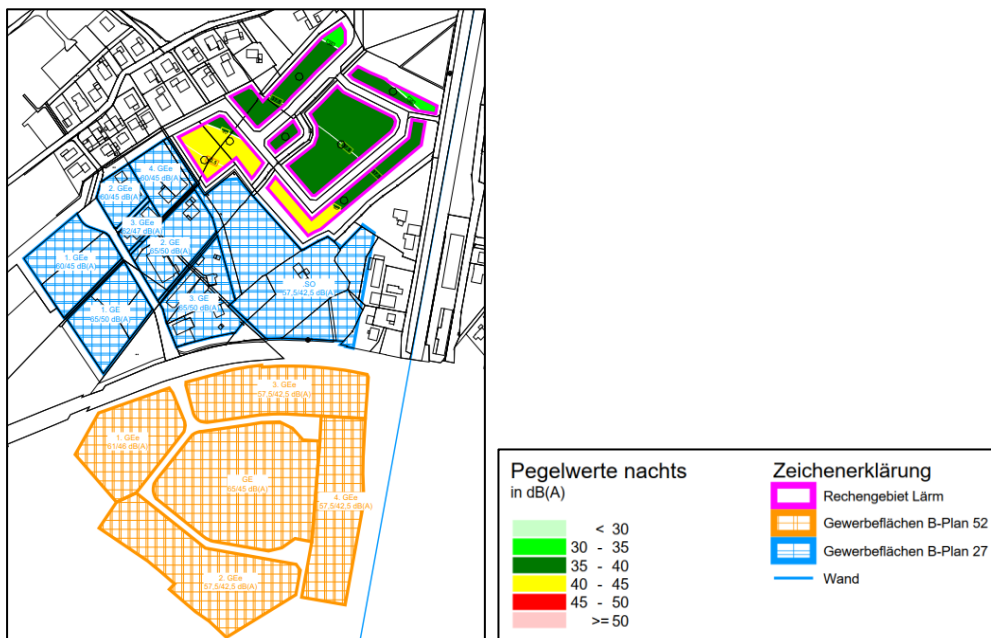 4. GEe
60/45 dB(A)
2. GEe
60/45 dB(A)
3. GEe
62/47 dB(A)
2. GE
65/50 dB(A)
1. GEe
60/45 dB(A)
SO
57,5/42,5 dB(A)
3. GE
65/50 dB(A)
1. GE
65/50 dB(A)
3. GEe
57,5/42,5 dB(A)
1. GEe
61/46 dB(A)
GE
65/45 dB(A)
4. GEe
57,5/42,5 dB(A)
2. GEe
57,5/42,5 dB(A)
Pegelwerte nachts
in dB(A)
< 30
30 - 35
35 - 40
40 - 45
45 - 50
>= 50
Zeichenerklärung
Rechengebiet Lärm
Gewerbeflächen B-Plan 52
Gewerbeflächen B-Plan 27
Wand